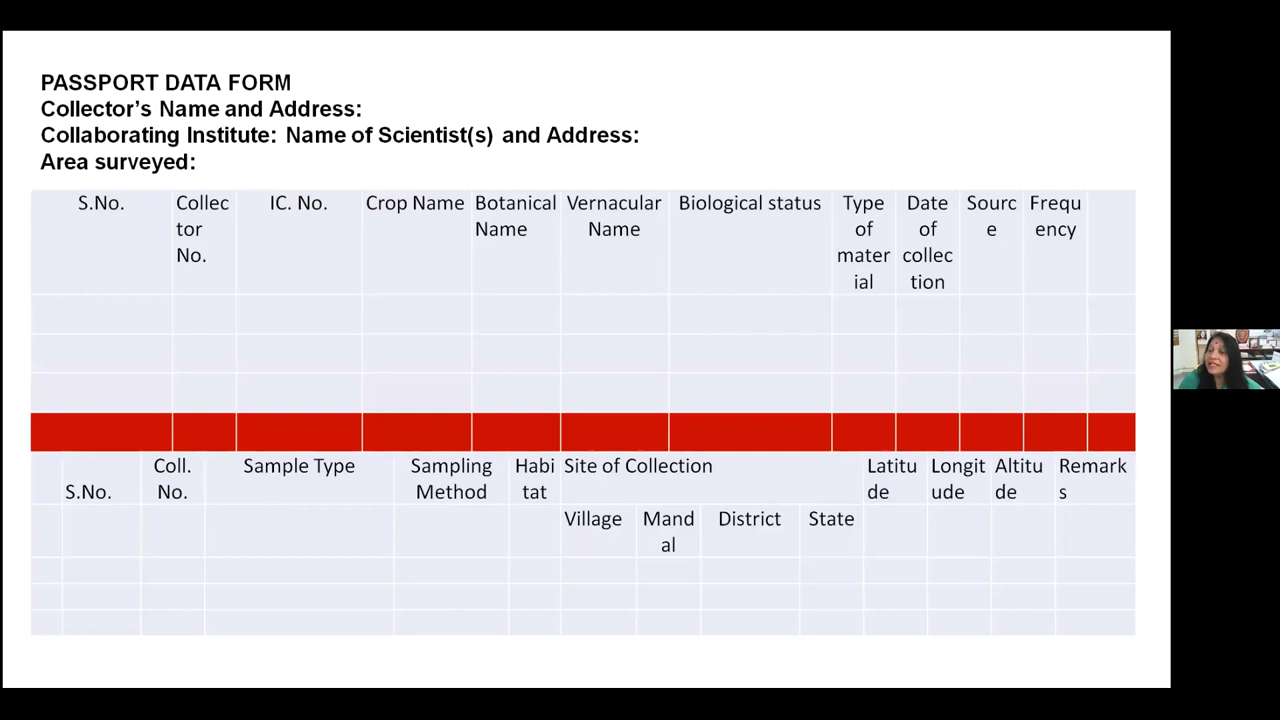 PASSPORT DATA FORM
Collector's Name and Address:
Collaborating Institute: Name of Scientist(s) and Address:
Area surveyed:
S.No. Collec IC. No. Crop Name Botanical Vernacular Biological status Type Date Sourc Frequ
tor Name Name of of e ency
No. mater collec
ial tion
Coll. Sample Type Sampling Habi Site of Collection Latitu Longit Altitu Remark
S.No. No. Method tat de ude de s
Village Mand District State
al